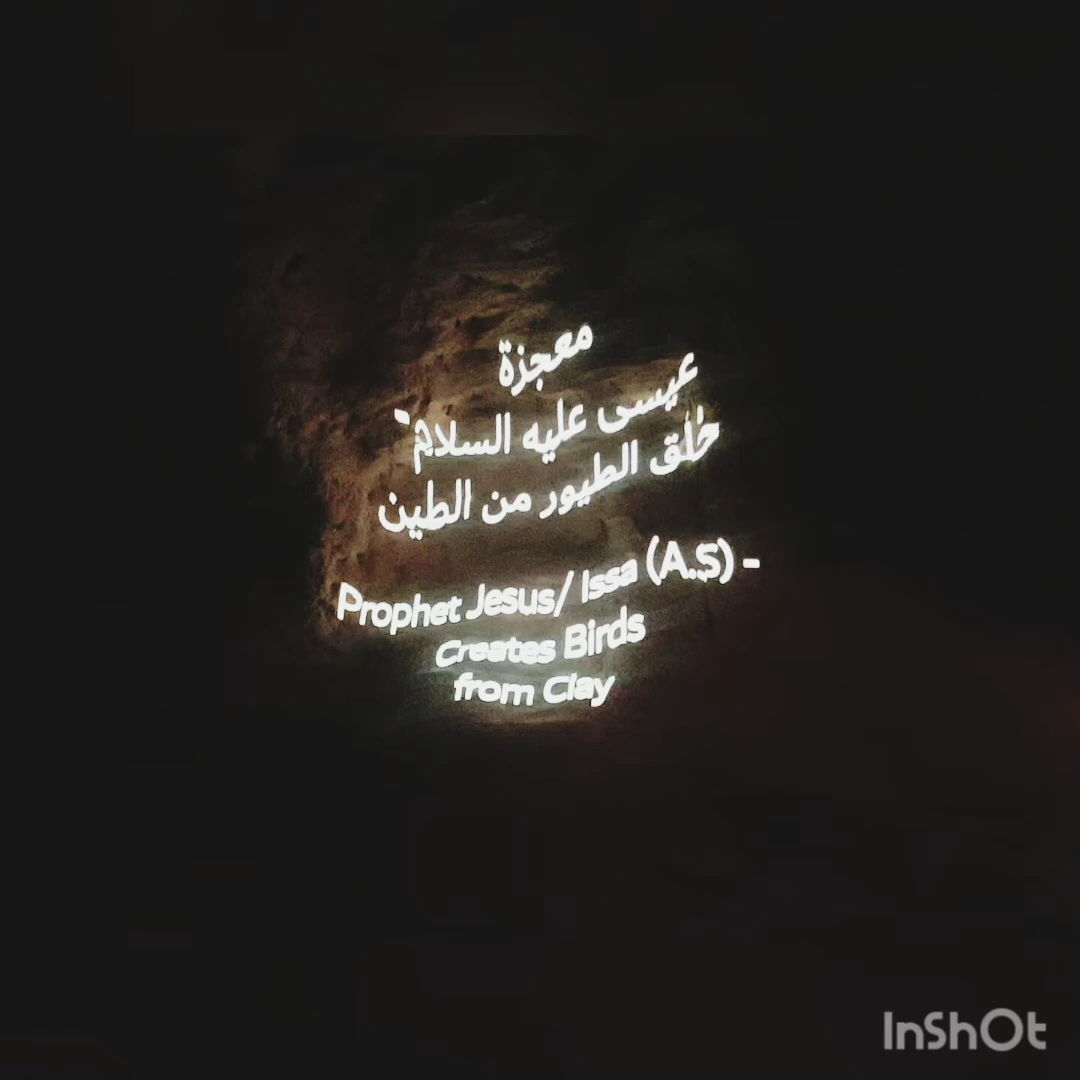 معجزة
عيسى عليه السلام-
خلق الطيور من الطين
Prophet Jesus/ Issa (A.S) -
Creates Birds
from Clay
InShOt